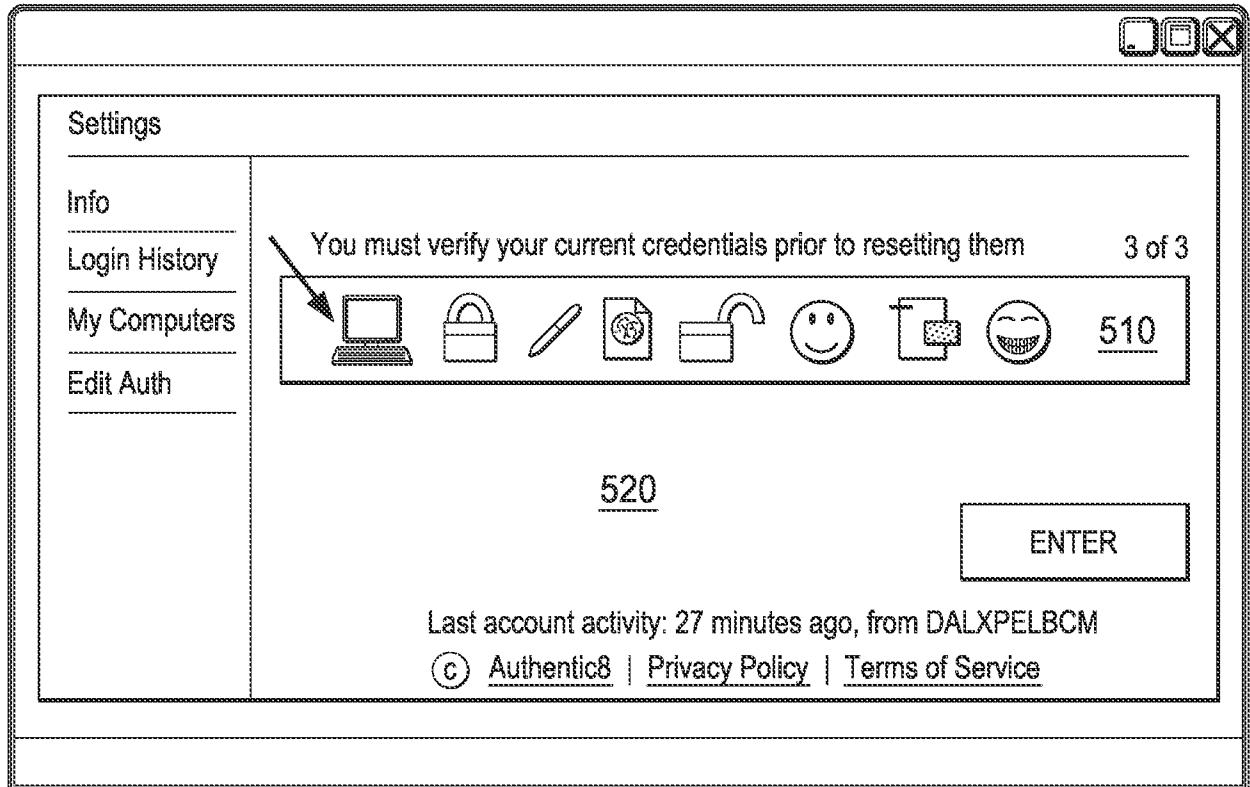 Settings
Info
Login History
My Computers
Edit Auth
You must verify your current credentials prior to resetting them 3 of 3
510
520
ENTER
Last account activity: 27 minutes ago, from DALXPELBCM
© Authentic8 | Privacy Policy | Terms of Service